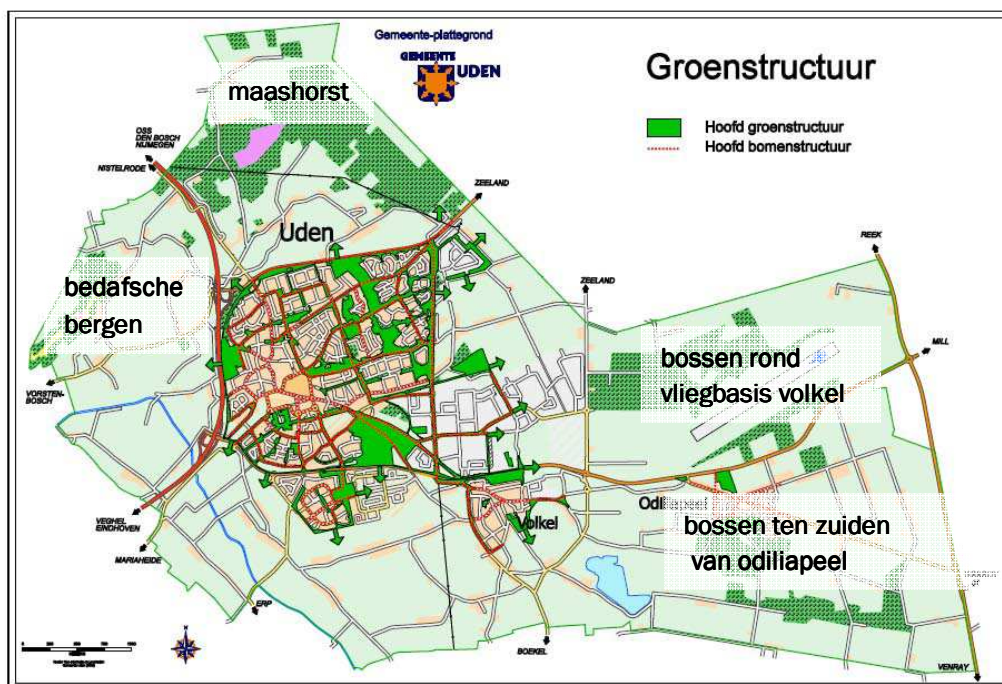 Gemeente-plattegrond
GEMEENTE
UDEN
Groenstructuur
Hoofd groenstructuur
Hoofd bomenstructuur
maashorst
OSS
DEN BOSCH
NIJMEGEN
NISTELRODE
ZEELAND
Uden
REEK
bedafsche
bergen
ZEELAND
MILL
bossen rond
vliegbasis volkel
VORSTEN-
BOSCH
VEGHEL
EINDHOVEN
MARIAHEIDE
Volkel
bossen ten zuiden
van odiliapeel
ERP
BOEKEL
VENRAY